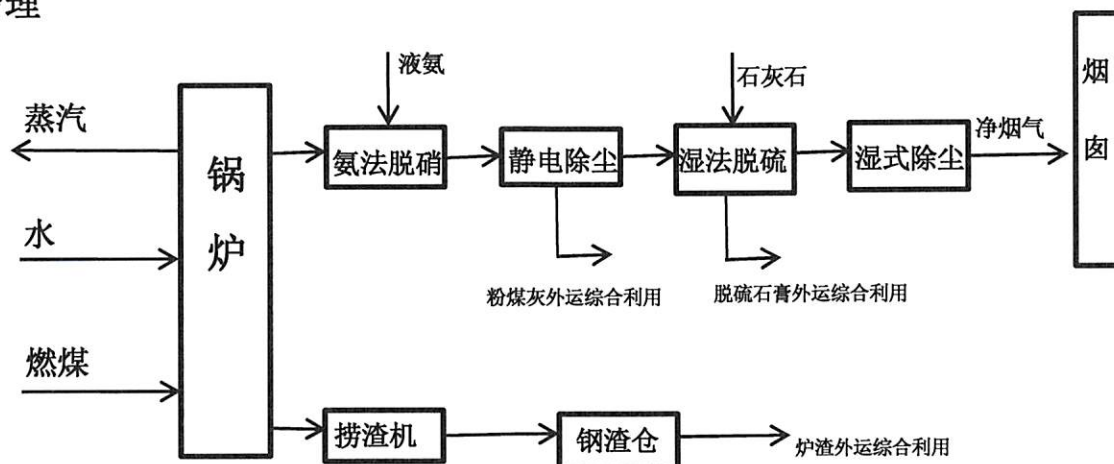 液氨
石灰石
烟囱
蒸汽
锅炉
氨法脱硝
静电除尘
湿法脱硫
湿式除尘
净烟气
水
粉煤灰外运综合利用
脱硫石膏外运综合利用
燃煤
捞渣机
钢渣仓
炉渣外运综合利用